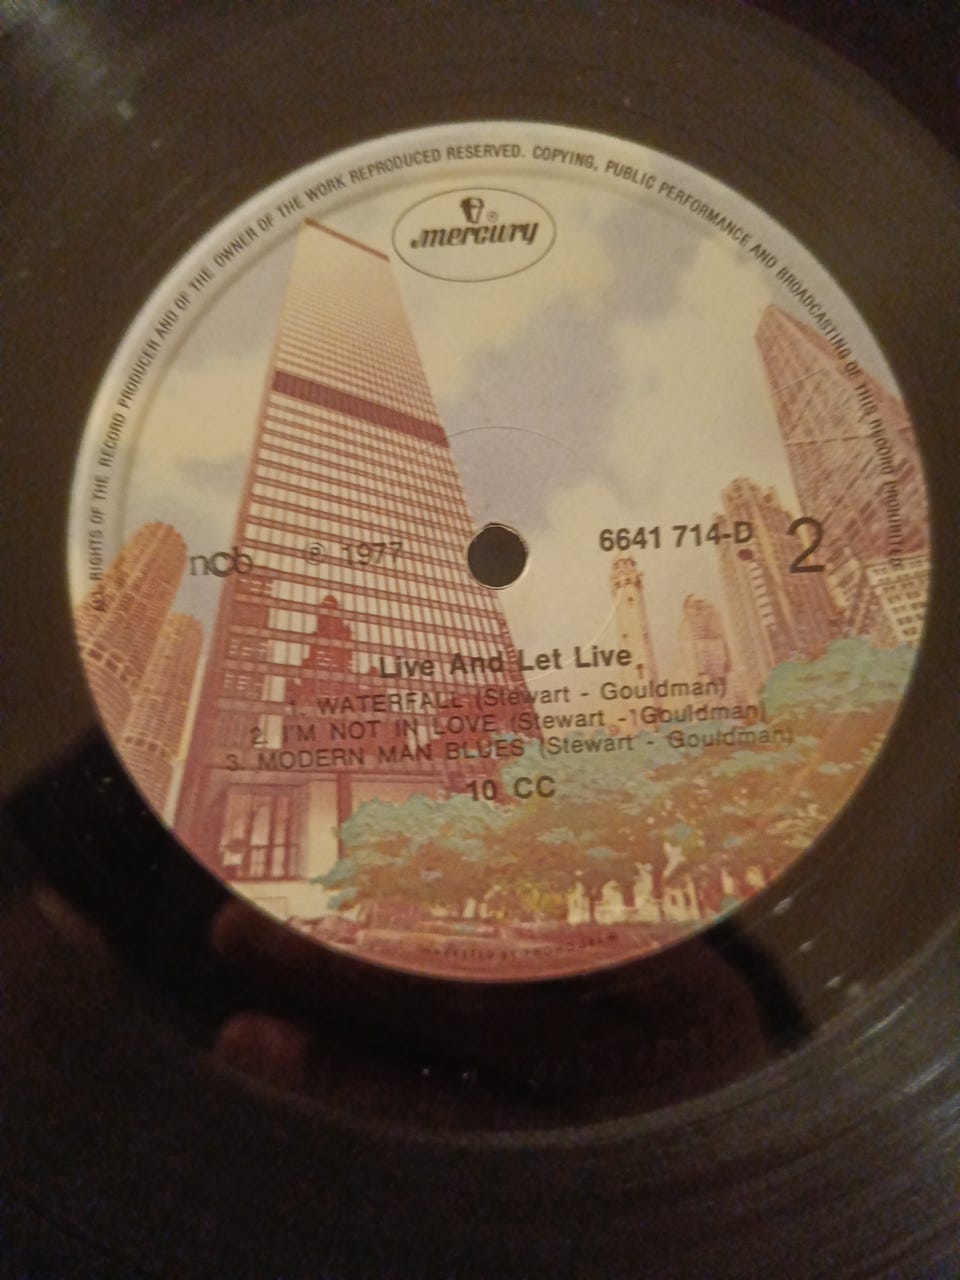 ALL RIGHTS OF THE RECORD PRODUCER AND OF THE OWNER OF THE WORK REPRODUCED RESERVED. COPYING, PUBLIC PERFORMANCE AND BROADCASTING OF THIS RECORD PROHIBITED
mercury ®
ncb ℗ 1977
6641 714-D 2
Live And Let Live
1. WATERFALL (Stewart - Gouldman)
2. I'M NOT IN LOVE (Stewart - Gouldman)
3. MODERN MAN BLUES (Stewart - Gouldman)
10 CC